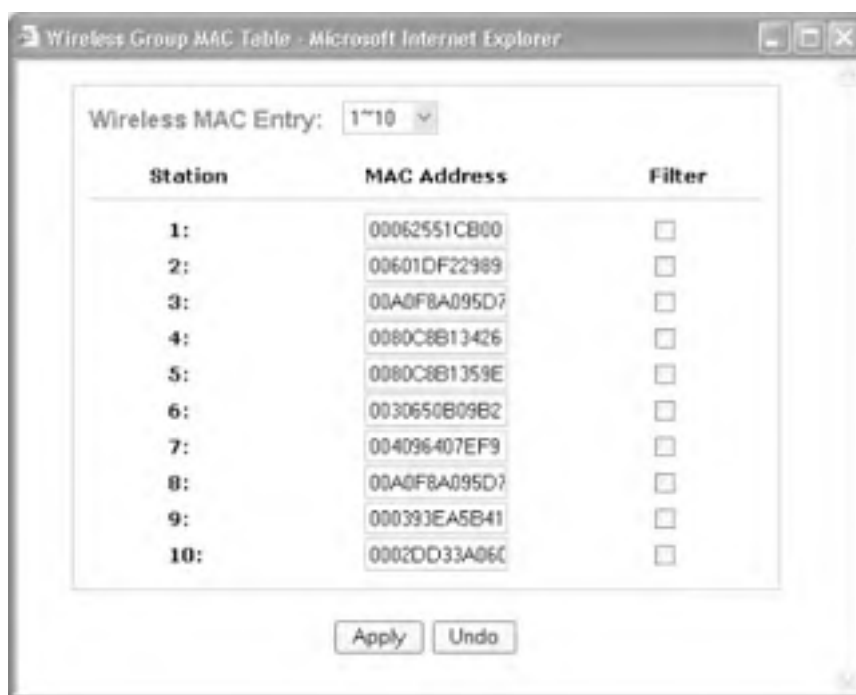 Wireless Group MAC Table - Microsoft Internet Explorer
Wireless MAC Entry: 1~10
Station MAC Address Filter
1: 00062551CB00
2: 00601DF22989
3: 00A0F8A095D7
4: 0080C8B13426
5: 0080C8B1359E
6: 0030650B09B2
7: 004096407EF9
8: 00A0F8A095D7
9: 000393EA5B41
10:
Apply Undo